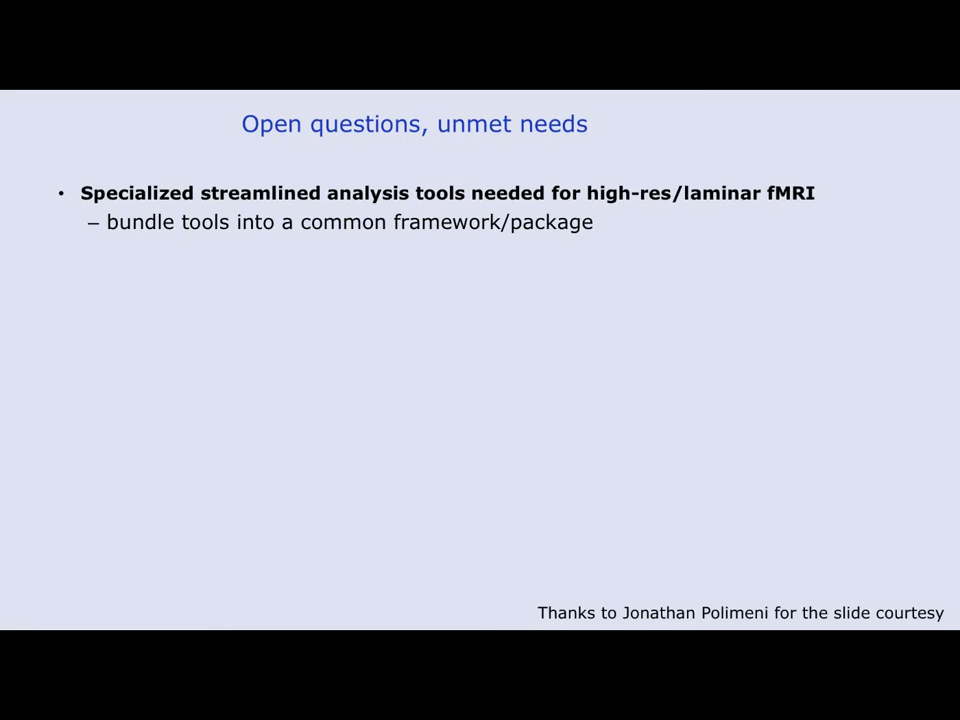 Open questions, unmet needs
• Specialized streamlined analysis tools needed for high-res/laminar fMRI
– bundle tools into a common framework/package
Thanks to Jonathan Polimeni for the slide courtesy